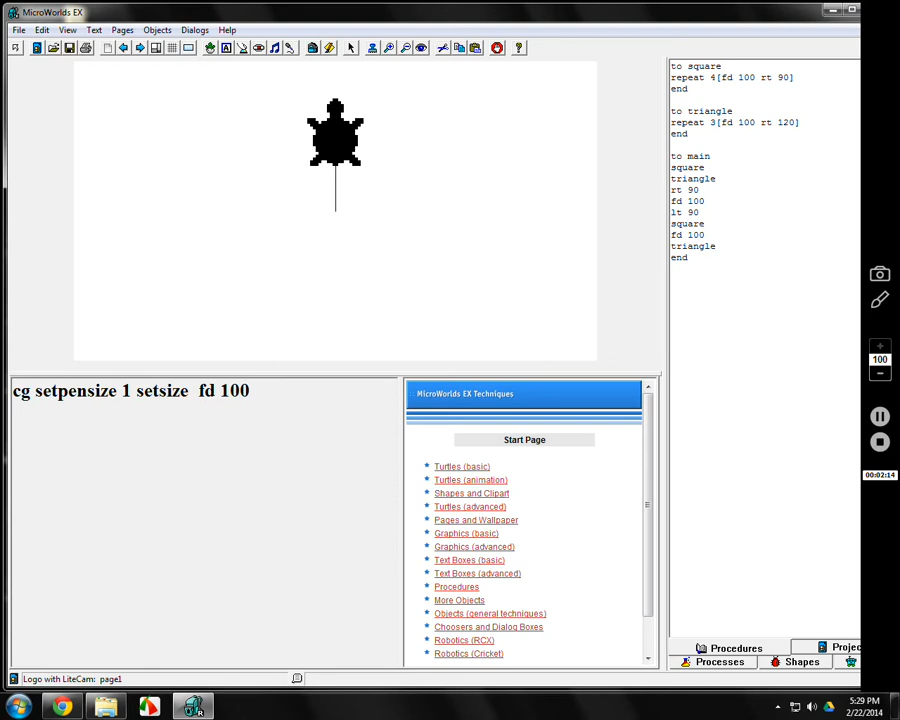 MicroWorlds EX
File Edit View Text Pages Objects Dialogs Help
to square
repeat 4[fd 100 rt 90]
end
to triangle
repeat 3[fd 100 rt 120]
end
to main
square
triangle
rt 90
fd 100
lt 90
square
fd 100
triangle
end
100
00:02:14
cg setpensize 1 setsize  fd 100
MicroWorlds EX Techniques
Start Page
Turtles (basic)
Turtles (animation)
Shapes and Clipart
Turtles (advanced)
Pages and Wallpaper
Graphics (basic)
Graphics (advanced)
Text Boxes (basic)
Text Boxes (advanced)
Procedures
More Objects
Objects (general techniques)
Choosers and Dialog Boxes
Robotics (RCX)
Robotics (Cricket)
Procedures Projec
Processes Shapes
Logo with LiteCam: page1
5:29 PM
2/22/2014